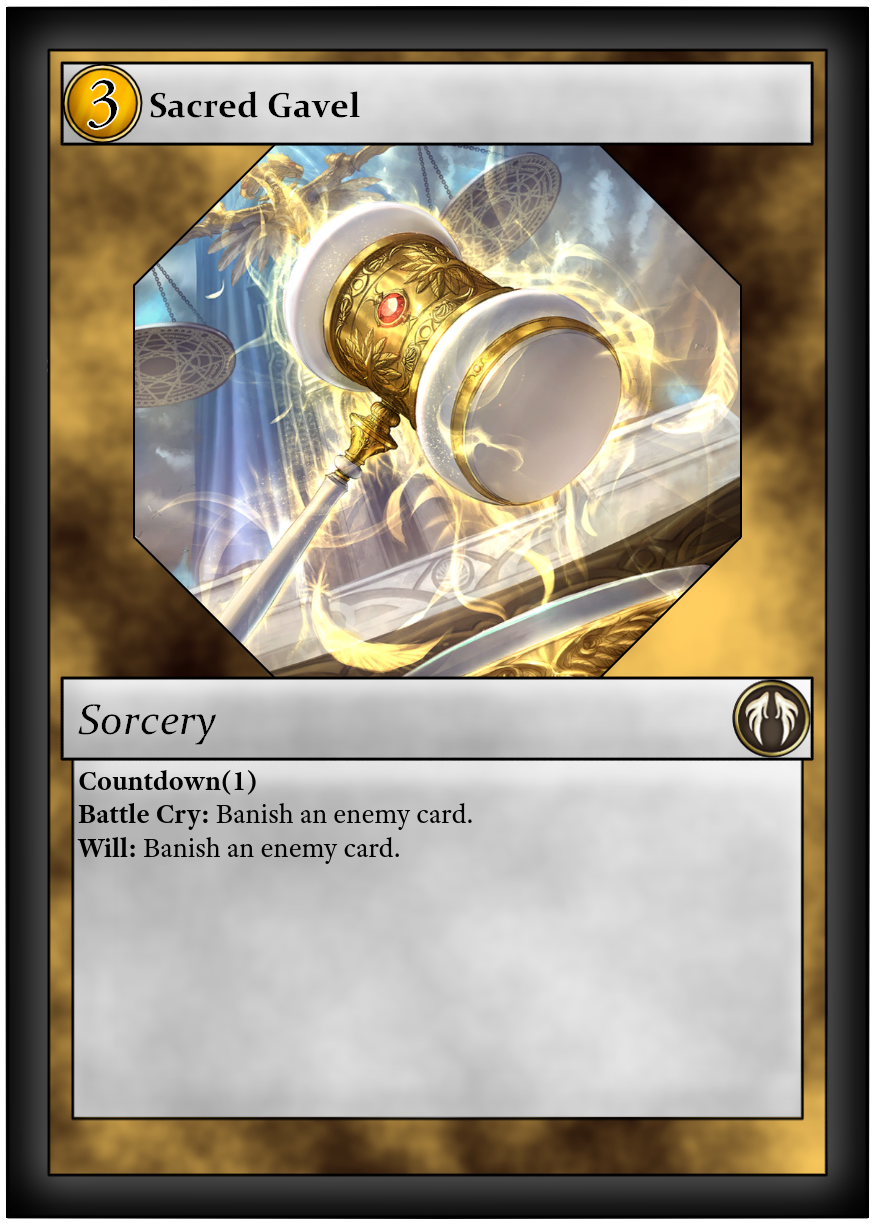 3
Sacred Gavel
Sorcery
Countdown(1)
Battle Cry: Banish an enemy card.
Will: Banish an enemy card.